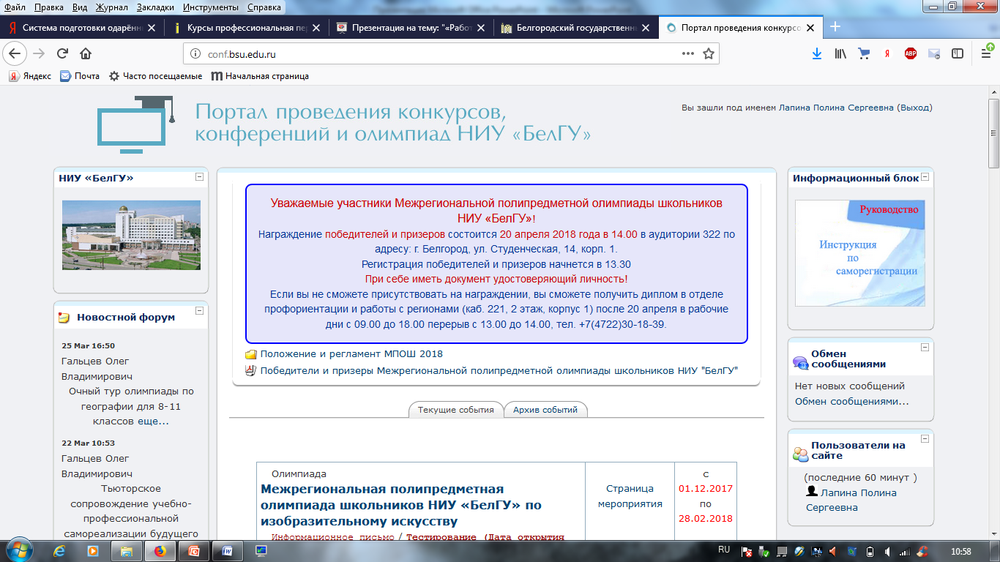 Файл Правка Вид Журнал Закладки Инструменты Справка
Система подготовки одарённ
Курсы профессиональная пе
Презентация на тму: "«Работ
Белгородский государственн
Портал проведения конкурсо
conf.bsu.edu.ru
ABP
Яндекс Почта Часто посещаемые Начальная страница
Портал проведения конкурсов,
конференций и олимпиад НИУ «БелГУ»
Вы зашли под именем Лапина Полина Сергеевна (Выход)
НИУ «БелГУ»
Новостной форум
25 Mar 16:50
Гальцев Олег
Владимирович
Очный тур олимпиады по
географии для 8-11
классов еще...
22 Mar 10:53
Гальцев Олег
Владимирович
Тьюторское
сопровождение учебно-
профессиональной
самореализации будущего
Уважаемые участники Межрегиональной полипредметной олимпиады школьников
НИУ «БелГУ»!
Награждение победителей и призеров состоится 20 апреля 2018 года в 14.00 в аудитории 322 по
адресу: г. Белгород, ул. Студенческая, 14, корп. 1.
Регистрация победителей и призеров начнется в 13.30
При себе иметь документ удостоверяющий личность!
Если вы не сможете присутствовать на награждении, вы сможете получить диплом в отделе
профориентации и работы с регионами (каб. 221, 2 этаж, корпус 1) после 20 апреля в рабочие
дни с 09.00 до 18.00 перерыв с 13.00 до 14.00, тел. +7(4722)30-18-39.
Положение и регламент МПОШ 2018
Победители и призеры Межрегиональной полипредметной олимпиады школьников НИУ "БелГУ"
Текущие события Архив событий
Олимпиада
Межрегиональная полипредметная
олимпиада школьников НИУ «БелГУ» по
изобразительному искусству
Информационное письмо / Тестирование (Дата открытия
Страница
мероприятия
с
01.12.2017
по
28.02.2018
Информационный блок
Руководство
Инструкция
по
саморегистрации
Обмен
сообщениями
Нет новых сообщений
Обмен сообщениями...
Пользователи на
сайте
(последние 60 минут )
Лапина Полина
Сергеевна
RU
10:58